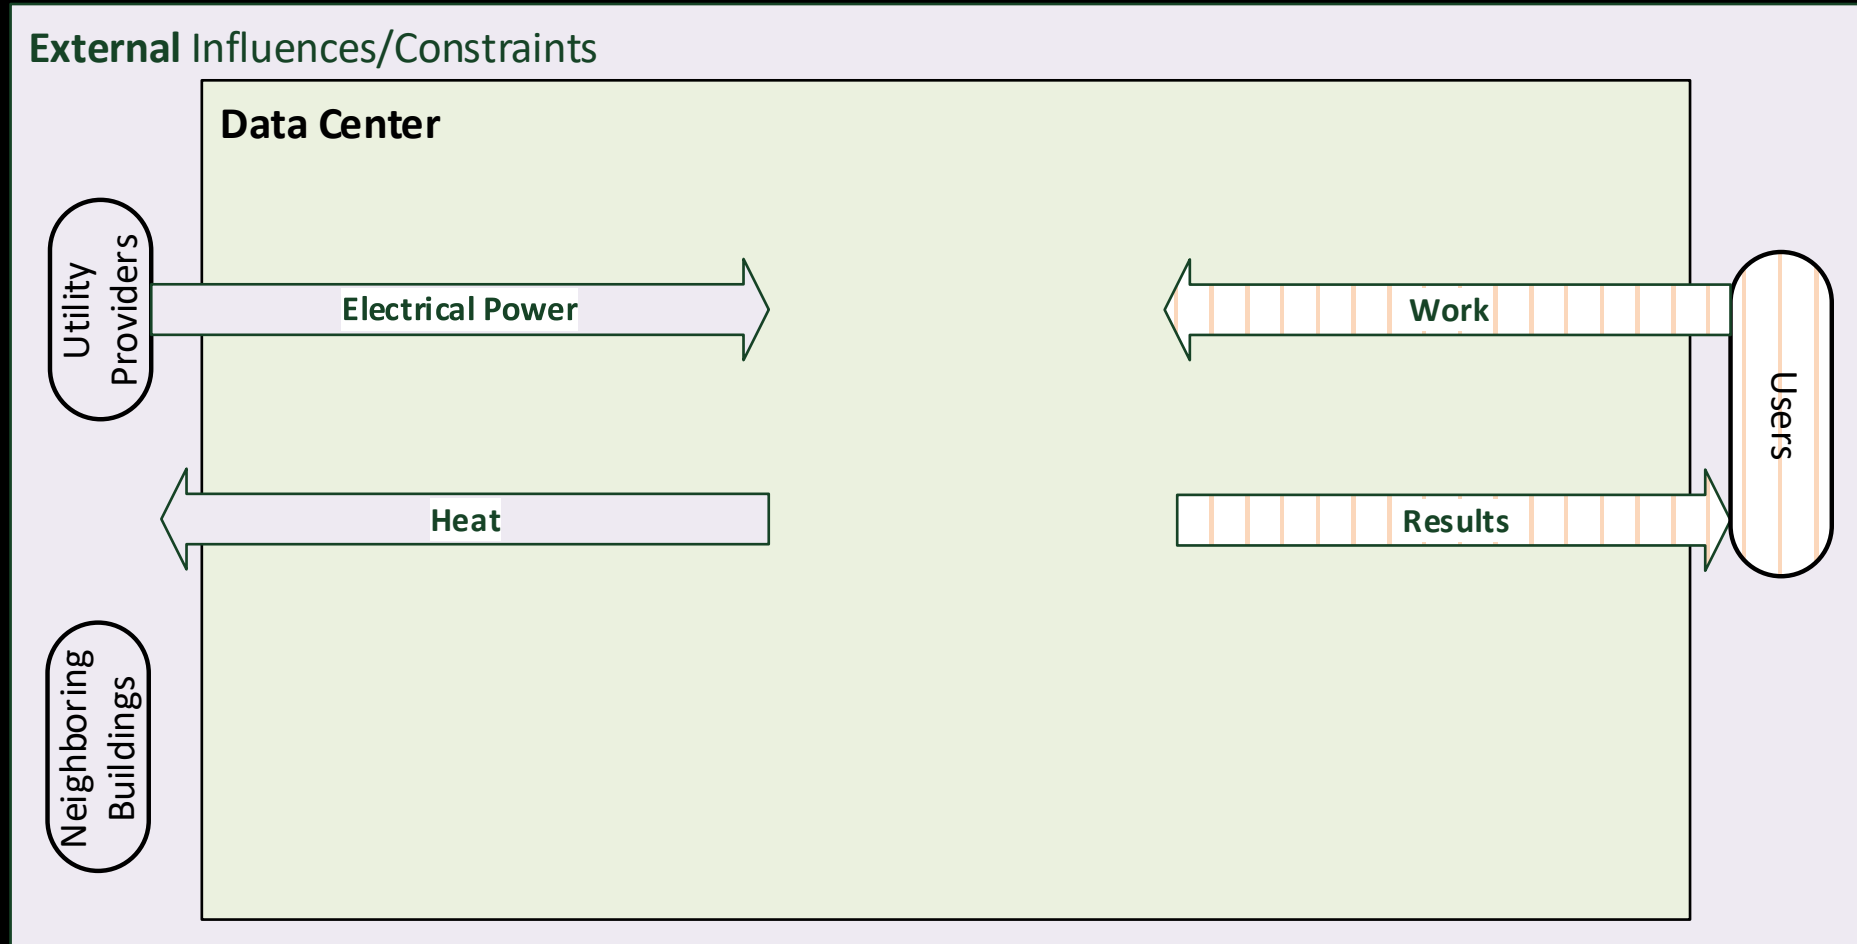 External Influences/Constraints
Data Center
Utility
Providers
Electrical Power
Work
Users
Heat
Results
Neighboring
Buildings